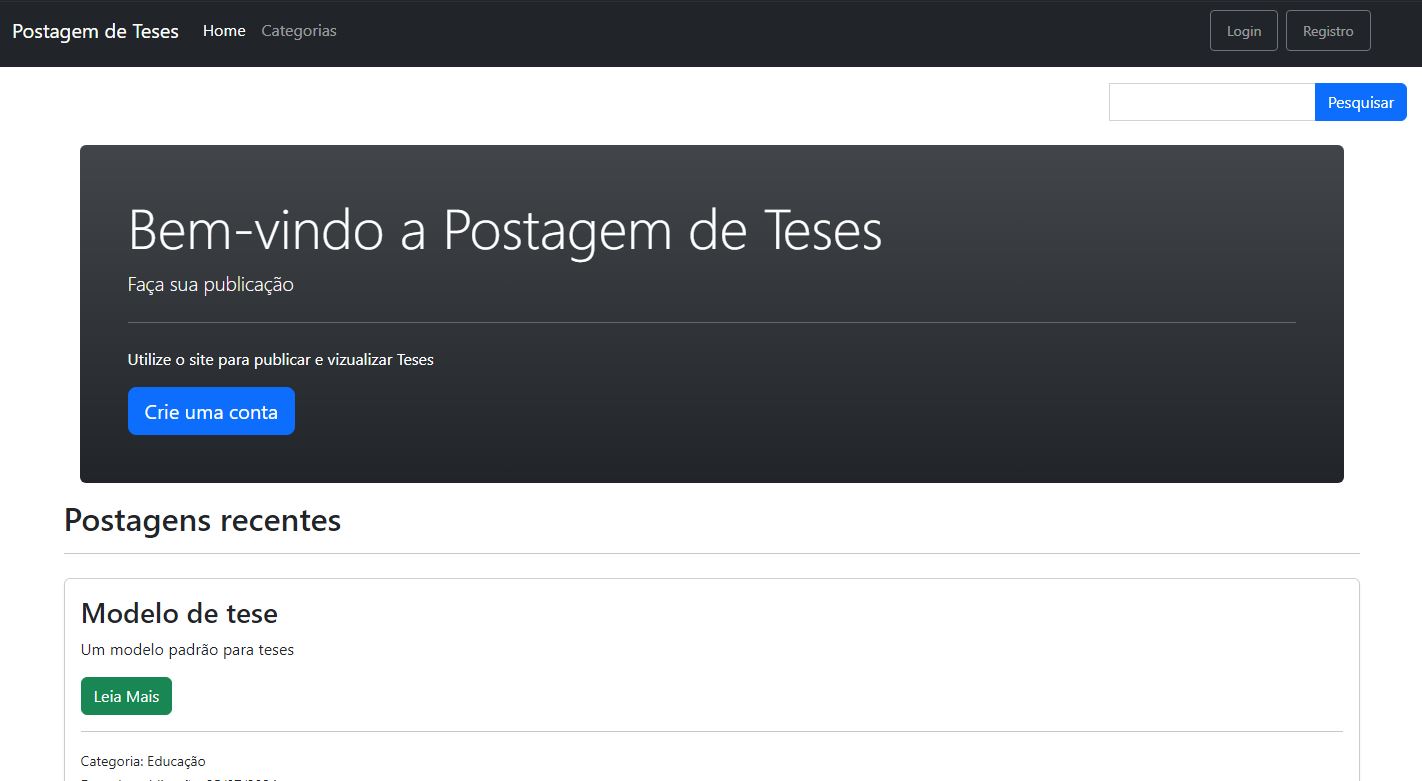 Postagem de Teses Home Categorias Login Registro
Pesquisar
Bem-vindo a Postagem de Teses
Faça sua publicação
Utilize o site para publicar e vizualizar Teses
Crie uma conta
Postagens recentes
Modelo de tese
Um modelo padrão para teses
Leia Mais
Categoria: Educação